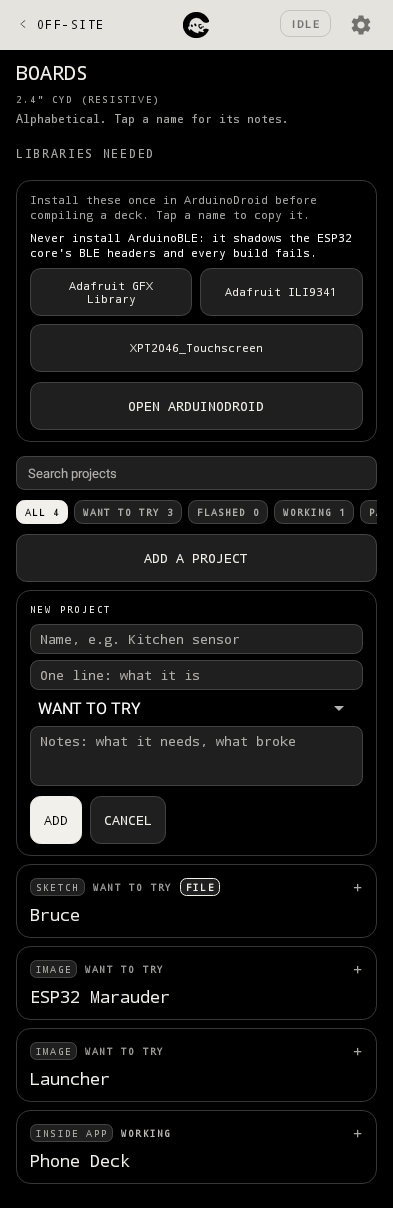 OFF-SITE
IDLE
BOARDS
2.4" CYD (RESISTIVE)
Alphabetical. Tap a name for its notes.
LIBRARIES NEEDED
Install these once in ArduinoDroid before
compiling a deck. Tap a name to copy it.
Never install ArduinoBLE: it shadows the ESP32
core's BLE headers and every build fails.
Adafruit GFX
Library
Adafruit ILI9341
XPT2046_Touchscreen
OPEN ARDUINODROID
Search projects
ALL 4 WANT TO TRY 3 FLASHED 0 WORKING 1
ADD A PROJECT
NEW PROJECT
Name, e.g. Kitchen sensor
One line: what it is
WANT TO TRY
Notes: what it needs, what broke
ADD CANCEL
SKETCH WANT TO TRY FILE +
Bruce
IMAGE WANT TO TRY +
ESP32 Marauder
IMAGE WANT TO TRY +
Launcher
INSIDE APP WORKING +
Phone Deck